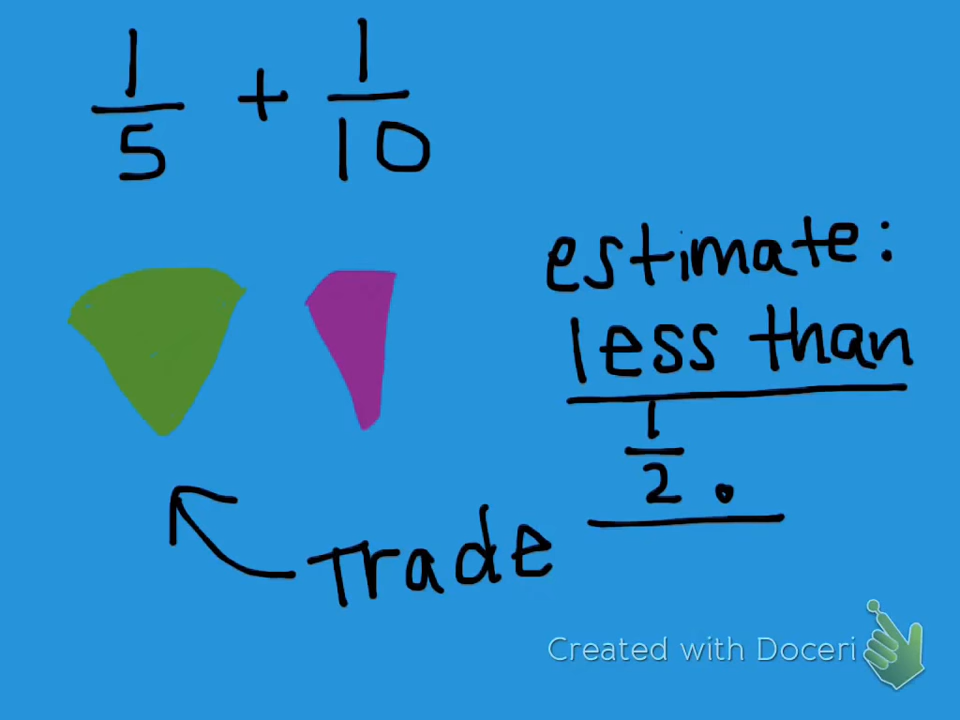 1/5 + 1/10
estimate:
less than
1/2 .
Trade
Created with Doceri